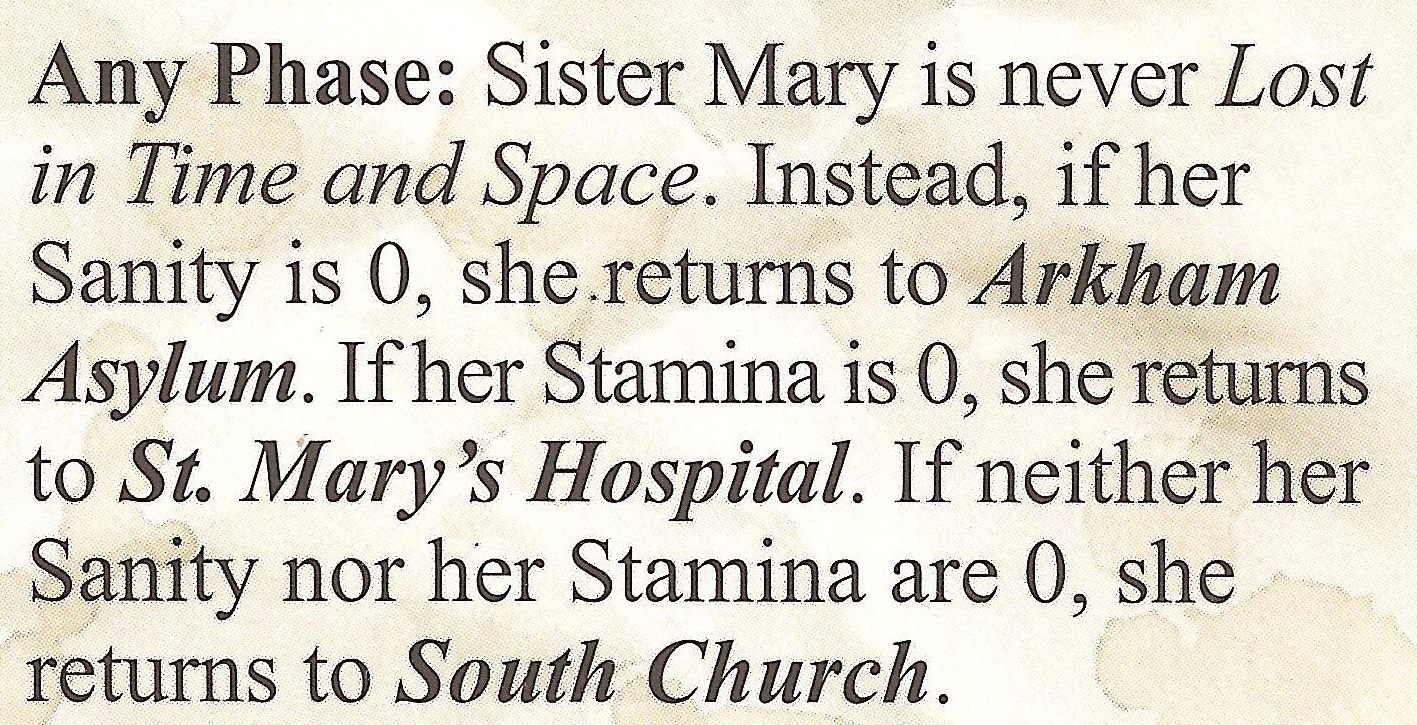 Any Phase: Sister Mary is never Lost
in Time and Space. Instead, if her
Sanity is 0, she returns to Arkham
Asylum. If her Stamina is 0, she returns
to St. Mary’s Hospital. If neither her
Sanity nor her Stamina are 0, she
returns to South Church.